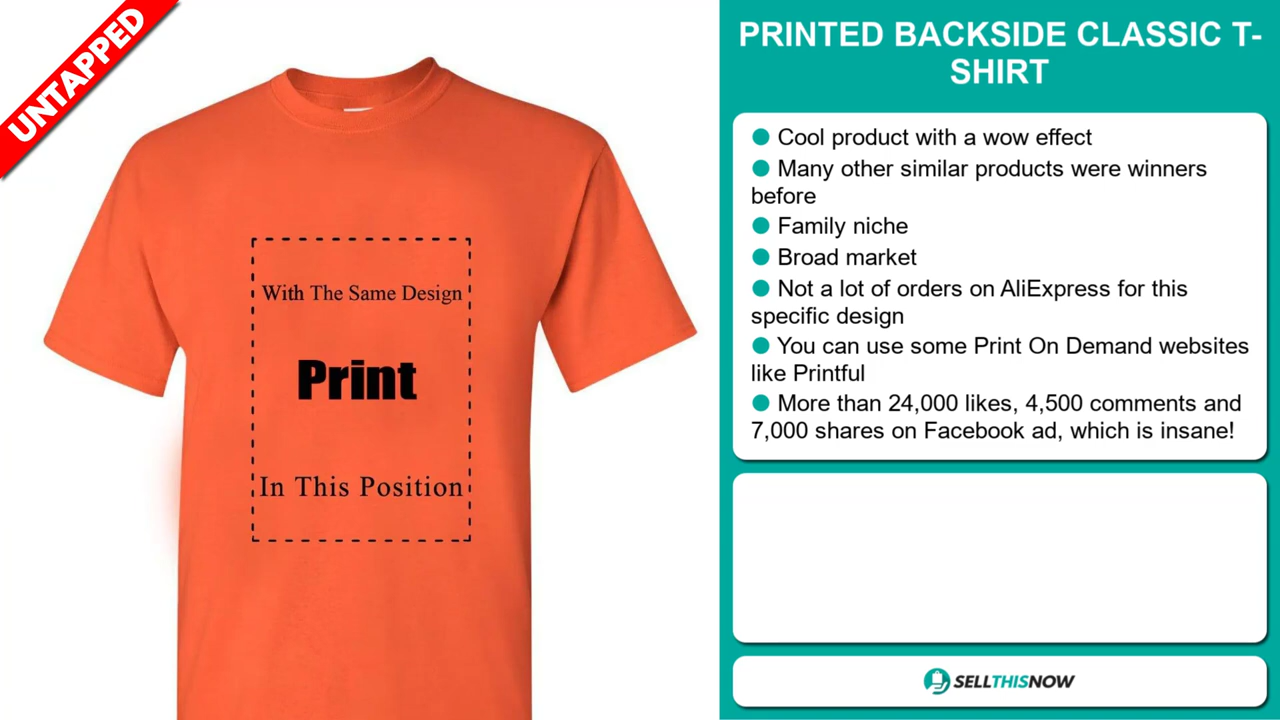 UNTAPPED
With The Same Design
Print
In This Position
PRINTED BACKSIDE CLASSIC T-
SHIRT
● Cool product with a wow effect
● Many other similar products were winners
before
● Family niche
● Broad market
● Not a lot of orders on AliExpress for this
specific design
● You can use some Print On Demand websites
like Printful
● More than 24,000 likes, 4,500 comments and
7,000 shares on Facebook ad, which is insane!
SELLTHISNOW